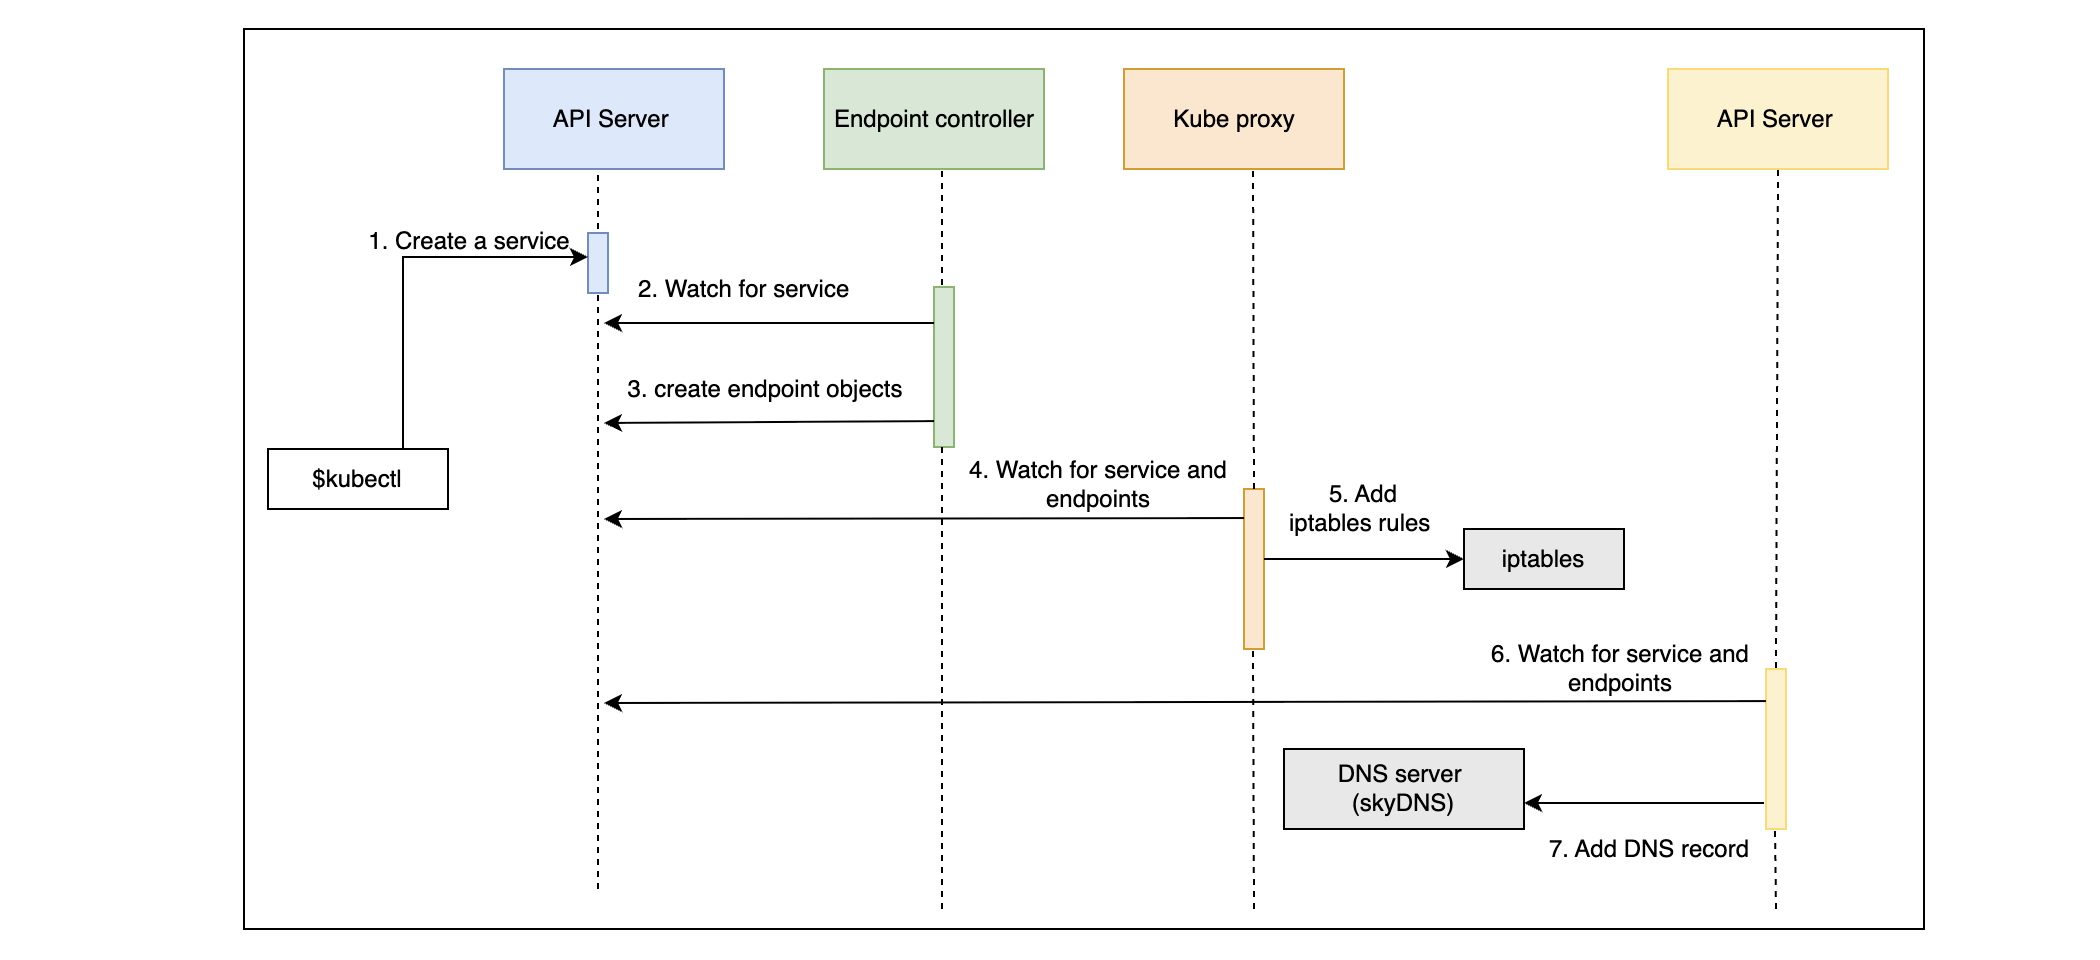 API Server
Endpoint controller
Kube proxy
API Server
1. Create a service
2. Watch for service
3. create endpoint objects
$kubectl
4. Watch for service and
endpoints
5. Add
iptables rules
iptables
6. Watch for service and
endpoints
DNS server
(skyDNS)
7. Add DNS record